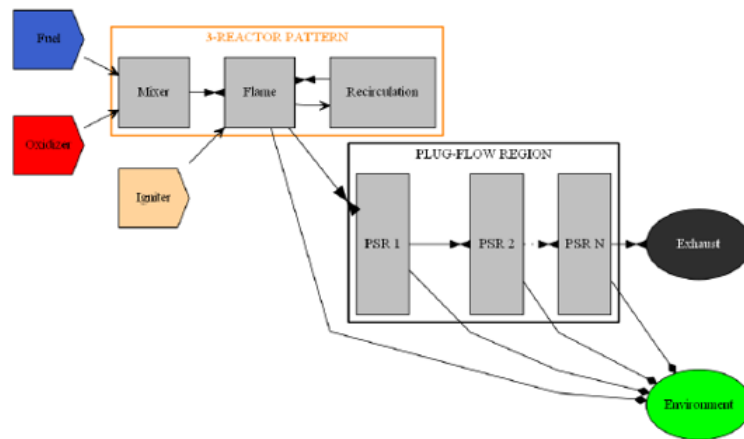 Fuel
3-REACTOR PATTERN
Mixer
Flame
Recirculation
Oxidizer
PLUG-FLOW REGION
Igniter
PSR 1
PSR 2
PSR N
Exhaust
Environment